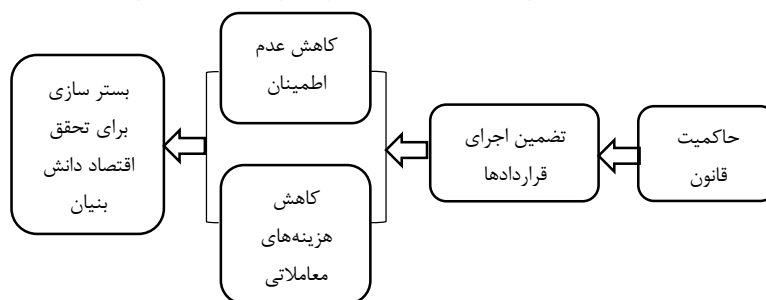 حاکمیت
قانون
تضمین اجرای
قراردادها
کاهش عدم
اطمینان
کاهش
هزینه‌های
معاملاتی
بستر سازی
برای تحقق
اقتصاد دانش
بنیان